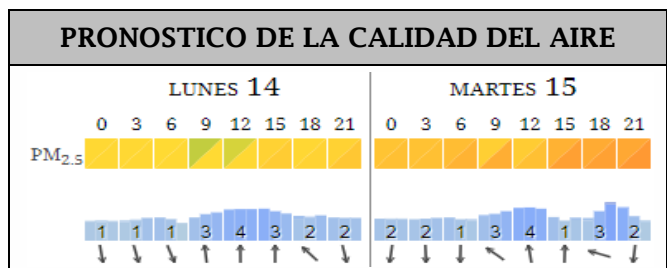 PRONOSTICO DE LA CALIDAD DEL AIRE
LUNES 14 MARTES 15
0 3 6 9 12 15 18 21 0 3 6 9 12 15 18 21
PM2.5
1 1 1 3 4 3 2 2 2 2 1 3 4 1 3 2